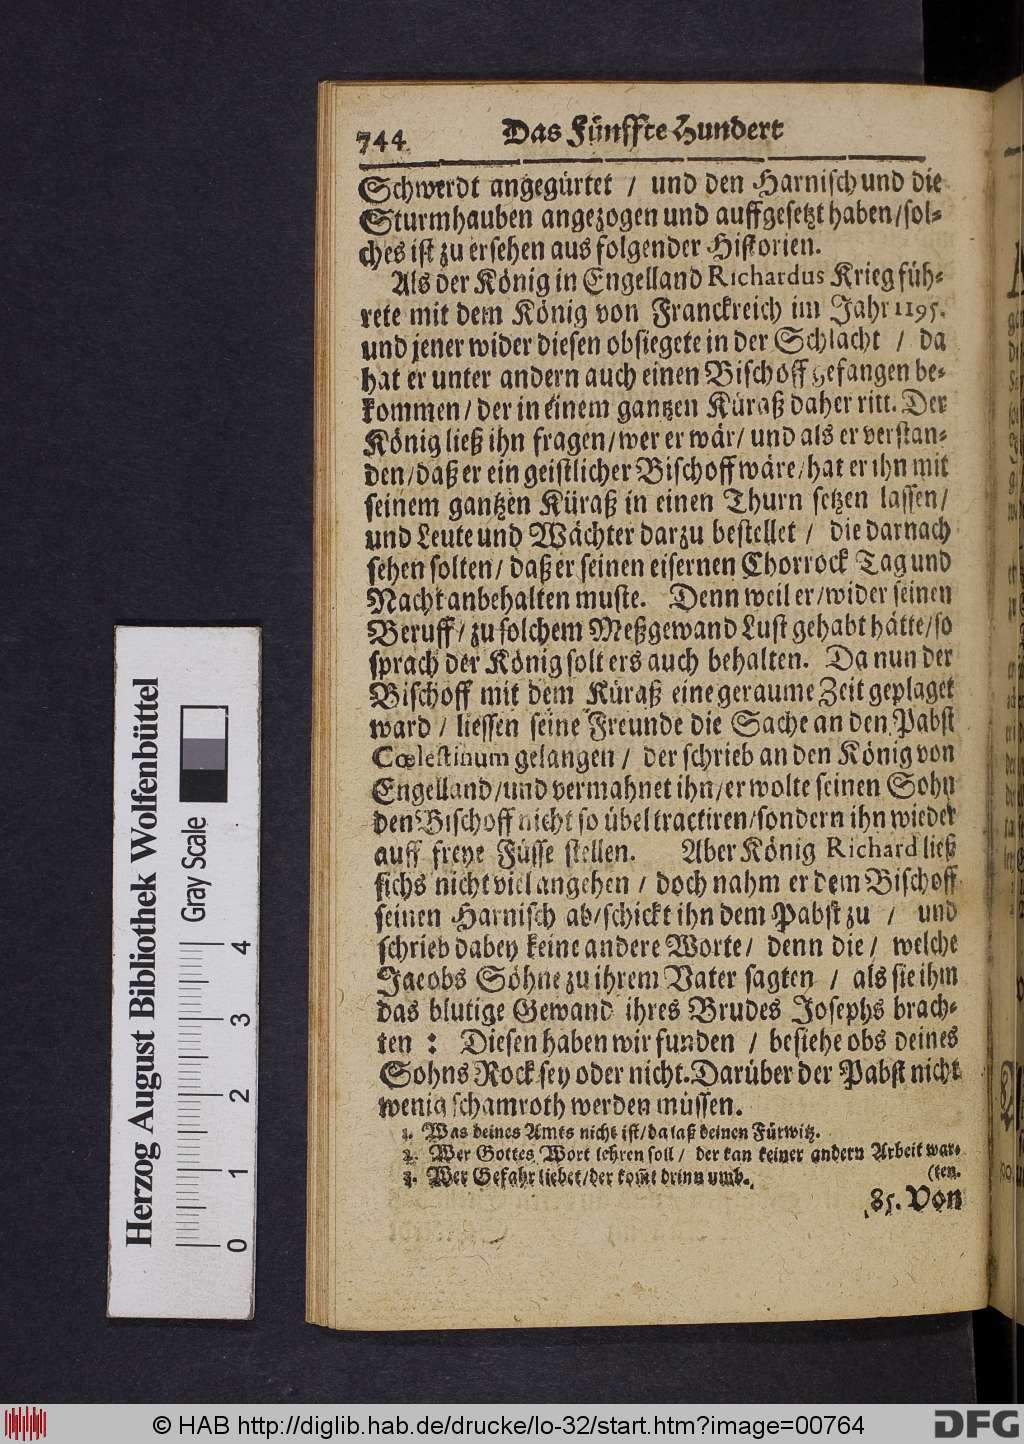 744 Das Fünffte Hundert
Schwerdt angegürtet / und den Harnisch und die
Sturmhauben angezogen und auffgesetzt haben/sol-
ches ist zu ersehen aus folgender Historien.
Als der König in Engelland Richardus Krieg füh-
rete mit dem König von Franckreich im Jahr 1195.
und jener wider diesen obsiegete in der Schlacht / da
hat er unter andern auch einen Bischoff gefangen be-
kommen/ der in einem gantzen Küraß daher ritt. Der
König ließ ihn fragen/wer er wär/ und als er verstan-
den/daß er ein geistlicher Bischoff wäre/hat er ihn mit
seinem gantzen Küraß in einen Thurn setzen lassen/
und Leute und Wächter darzu bestellet / die darnach
sehen solten/ daß er seinen eisernen Chorrock Tag und
Nacht anbehalten muste. Denn weil er/wider seinen
Beruff/ zu solchem Meßgewand Lust gehabt hätte/so
sprach der König solt ers auch behalten. Da nun der
Bischoff mit dem Küraß eine geraume Zeit geplaget
ward / liessen seine Freunde die Sache an den Pabst
Cœlestinum gelangen / der schrieb an den König von
Engelland/und vermahnet ihn/er wolte seinen Sohn
den Bischoff nicht so übel tractiren/sondern ihn wieder
auff freye Füsse stellen. Aber König Richard ließ
sichs nicht viel angehen / doch nahm er dem Bischoff
seinen Harnisch ab/schickt ihn dem Pabst zu / und
schrieb dabey keine andere Worte/ denn die / welche
Jacobs Söhne zu ihrem Vater sagten / als sie ihm
das blutige Gewand ihres Brudes Josephs brach-
ten : Diesen haben wir funden / besiehe obs deines
Sohns Rock sey oder nicht. Darüber der Pabst nicht
wenig schamroth werden müssen.
1. Was deines Amts nicht ist/da laß deinen Fürwitz.
2. Wer Gottes Wort lehren soll / der kan keiner andern Arbeit war-
(ten.
3. Wer Gefahr liebet/der kom̃t drinn umb.
85. Von
Herzog August Bibliothek Wolfenbüttel
Gray Scale
0 1 2 3 4
© HAB http://diglib.hab.de/drucke/lo-32/start.htm?image=00764
DFG